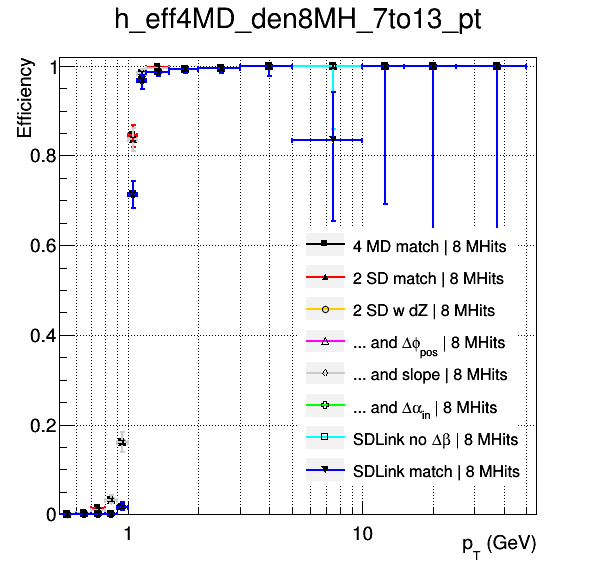 h_eff4MD_den8MH_7to13_pt
Efficiency
1
0.8
0.6
0.4
0.2
0
4 MD match | 8 MHits
2 SD match | 8 MHits
2 SD w dZ | 8 MHits
... and Δϕpos | 8 MHits
... and slope | 8 MHits
... and Δαin | 8 MHits
SDLink no Δβ | 8 MHits
SDLink match | 8 MHits
1 10
pT (GeV)